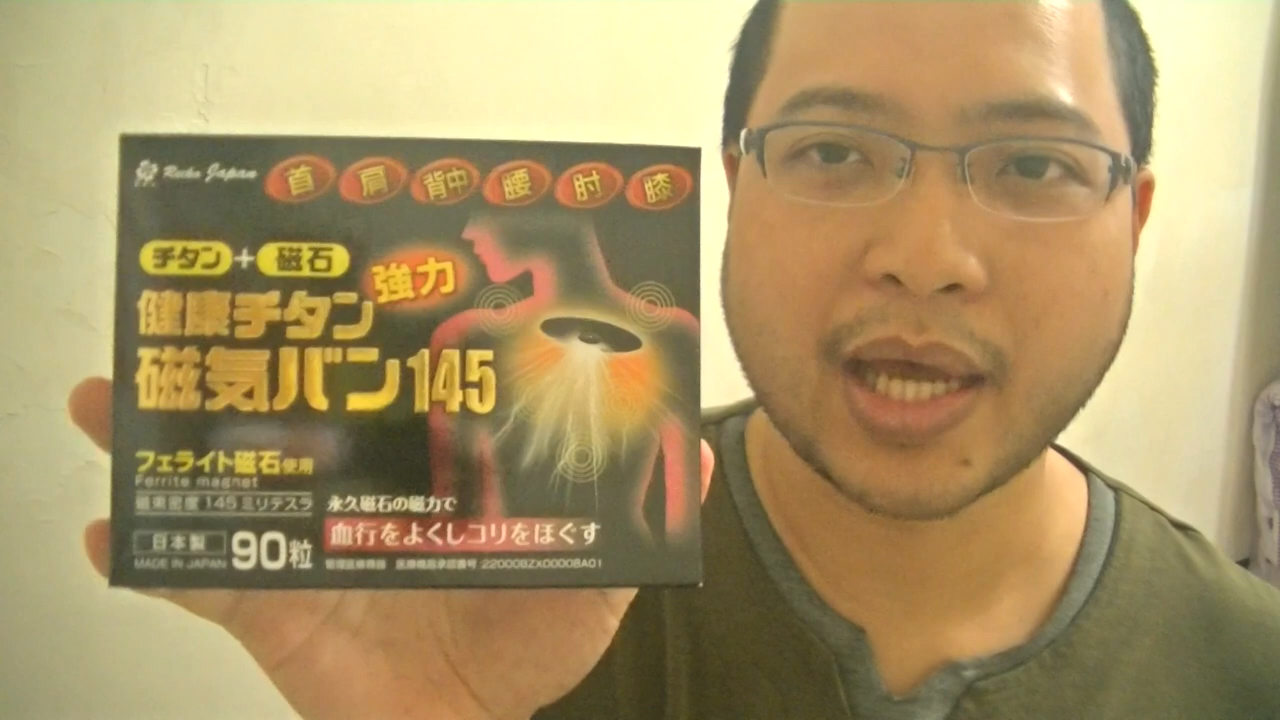 Japan
首 肩 背中 腰 肘 膝
チタン+磁石
強力
健康チタン
磁気バン145
フェライト磁石使用
Ferrite magnet
磁束密度 145ミリテスラ
永久磁石の磁力で
血行をよくしコリをほぐす
日本製
MADE IN JAPAN
90粒
管理医療機器 医療機器承認番号:22000BZX00008A01